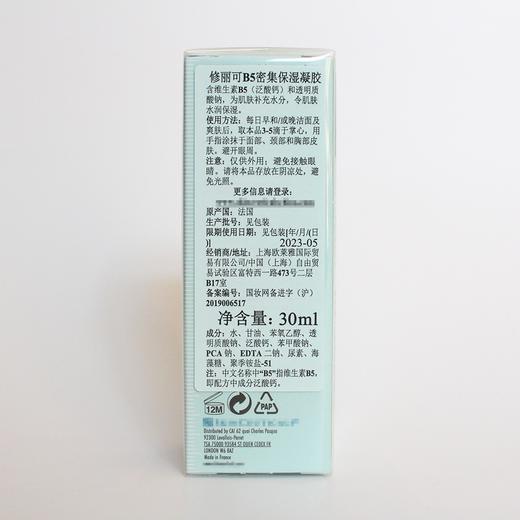 修丽可B5密集保湿凝胶
含维生素B5（泛酸钙）和透明质
酸钠，为肌肤补充水分，令肌肤
水润保湿。
使用方法：每日早和/或晚洁面及
爽肤后，取本品3-5滴于掌心，用
手指涂抹于面部、颈部和胸部皮
肤。避开眼周。
注意：仅供外用；避免接触眼
睛。请将本品存放在阴凉处，避
免光照。
更多信息请登录：
原产国：法国
生产批号：见包装
限期使用日期：见包装[年/月/(日
)]
2023-05
经销商/地址：上海欧莱雅国际贸
易有限公司/中国（上海）自由贸
易试验区富特西一路473号二层
B17室
备案编号：国妆网备进字（沪）
2019006517
净含量：30ml
成分：水、甘油、苯氧乙醇、透
明质酸钠、泛酸钙、苯甲酸钠、
PCA钠、EDTA二钠、尿素、海
藻糖、聚季铵盐-51
注：中文名称中“B5”指维生素B5，
即配方中成分泛酸钙。
12M
PAP
Distributed by CAI 62 quai Charles Pasqua
92300 Levallois-Perret
TSA 75000 93584 ST OUEN CEDEX FR
LONDON W6 8AZ
Made in France